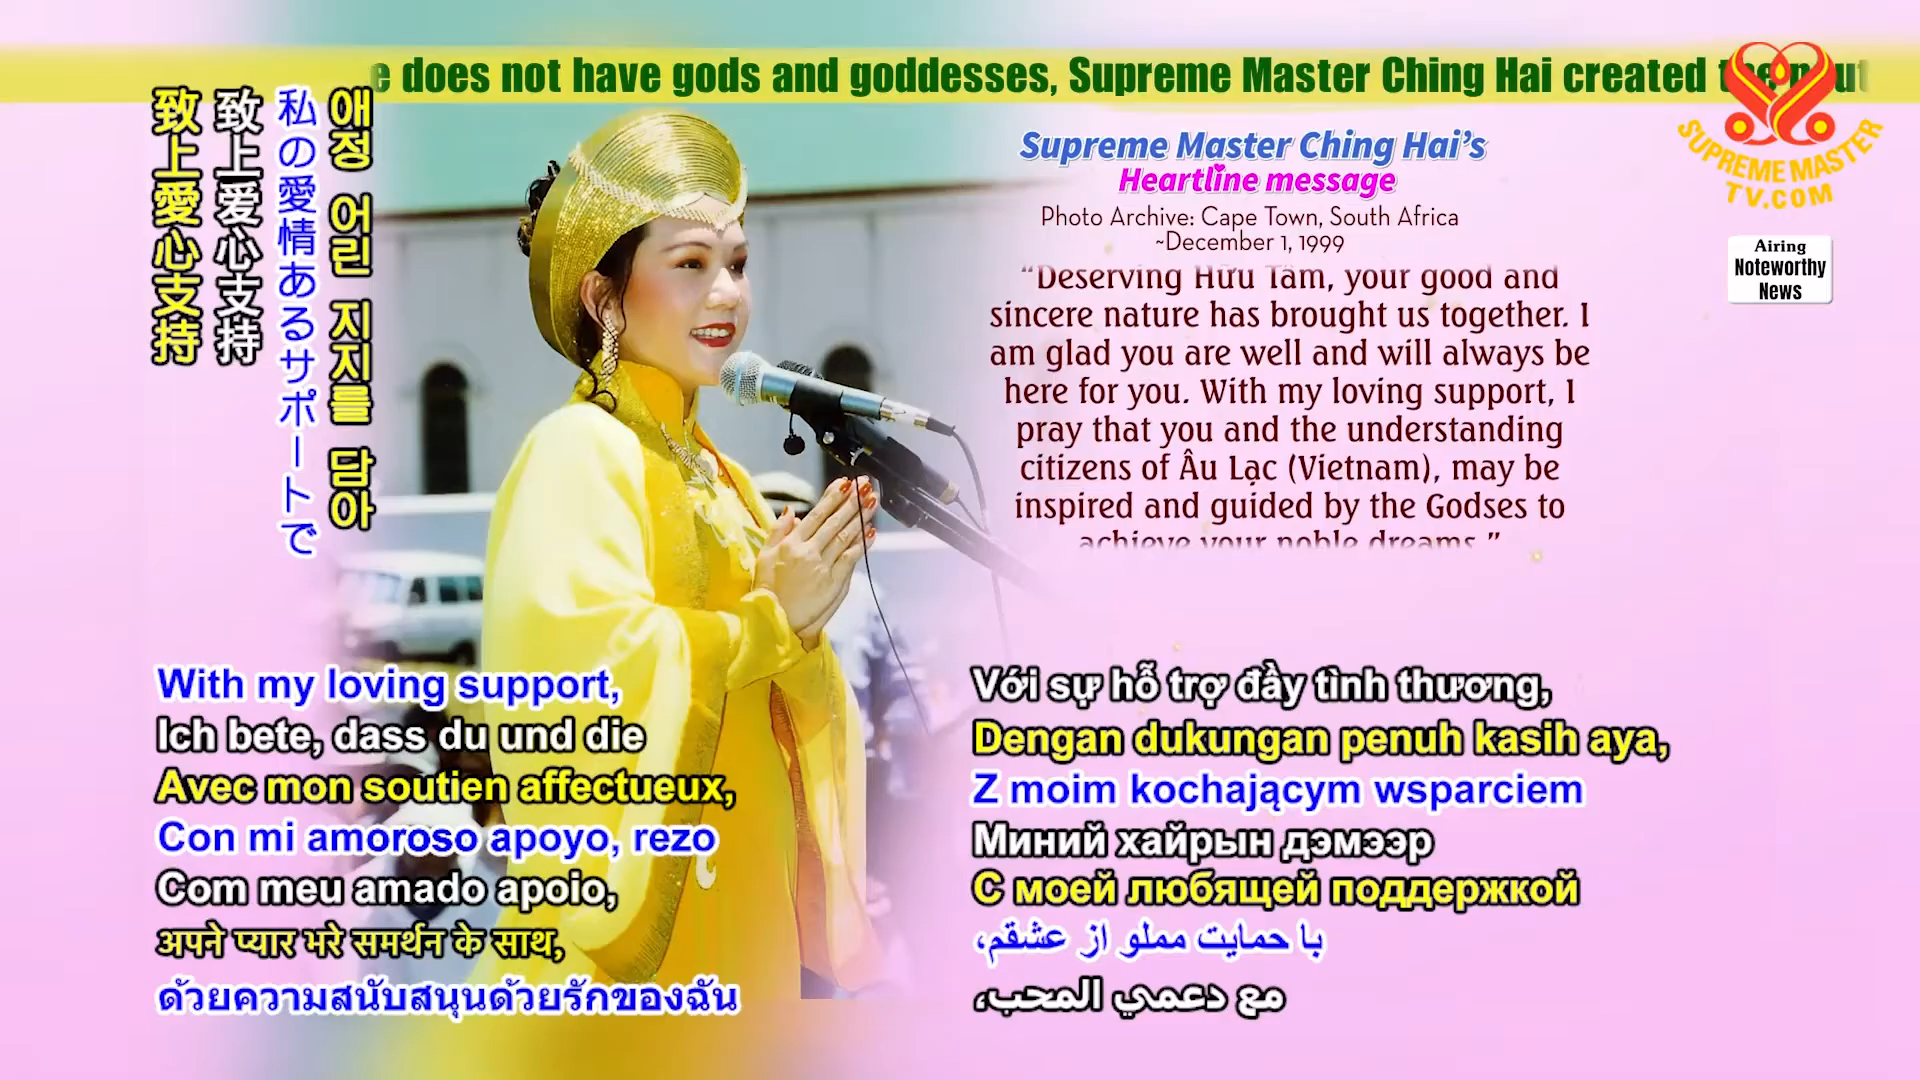 e does not have gods and goddesses, Supreme Master Ching Hai created
致上愛心支持
致上爱心支持
私の愛情あるサポートで
애정 어린 지지를 담아
Supreme Master Ching Hai's
Heartline message
Photo Archive: Cape Town, South Africa
~December 1, 1999
"Deserving Hữu Tâm, your good and
sincere nature has brought us together. I
am glad you are well and will always be
here for you. With my loving support, I
pray that you and the understanding
citizens of Âu Lạc (Vietnam), may be
inspired and guided by the Godses to
achieve your noble dreams."
SUPREME MASTER
TV.COM
Airing
Noteworthy
News
With my loving support,
Ich bete, dass du und die
Avec mon soutien affectueux,
Con mi amoroso apoyo, rezo
Com meu amado apoio,
अपने प्यार भरे समर्थन के साथ,
ด้วยความสนับสนุนด้วยรักของฉัน
Với sự hỗ trợ đầy tình thương,
Dengan dukungan penuh kasih aya,
Z moim kochającym wsparciem
Миний хайрын дэмээр
С моей любящей поддержкой
با حمایت مملو از عشقم،
مع دعمي المحب،